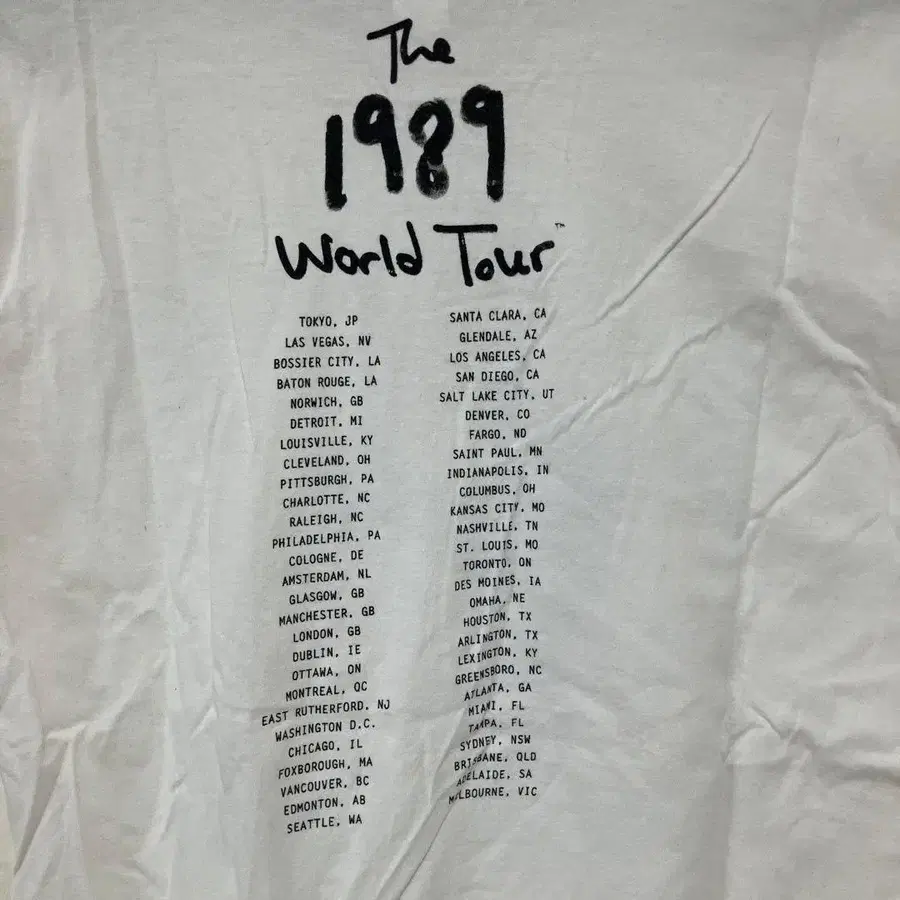 The
1989
World Tour™
TOKYO, JP
LAS VEGAS, NV
BOSSIER CITY, LA
BATON ROUGE, LA
NORWICH, GB
DETROIT, MI
LOUISVILLE, KY
CLEVELAND, OH
PITTSBURGH, PA
CHARLOTTE, NC
RALEIGH, NC
PHILADELPHIA, PA
COLOGNE, DE
AMSTERDAM, NL
GLASGOW, GB
MANCHESTER, GB
LONDON, GB
DUBLIN, IE
OTTAWA, ON
MONTREAL, QC
EAST RUTHERFORD, NJ
WASHINGTON D.C.
CHICAGO, IL
FOXBOROUGH, MA
VANCOUVER, BC
EDMONTON, AB
SEATTLE, WA
SANTA CLARA, CA
GLENDALE, AZ
LOS ANGELES, CA
SAN DIEGO, CA
SALT LAKE CITY, UT
DENVER, CO
FARGO, ND
SAINT PAUL, MN
INDIANAPOLIS, IN
COLUMBUS, OH
KANSAS CITY, MO
NASHVILLE, TN
ST. LOUIS, MO
TORONTO, ON
DES MOINES, IA
OMAHA, NE
HOUSTON, TX
ARLINGTON, TX
LEXINGTON, KY
GREENSBORO, NC
ATLANTA, GA
MIAMI, FL
TAMPA, FL
SYDNEY, NSW
BRISBANE, QLD
ADELAIDE, SA
MELBOURNE, VIC